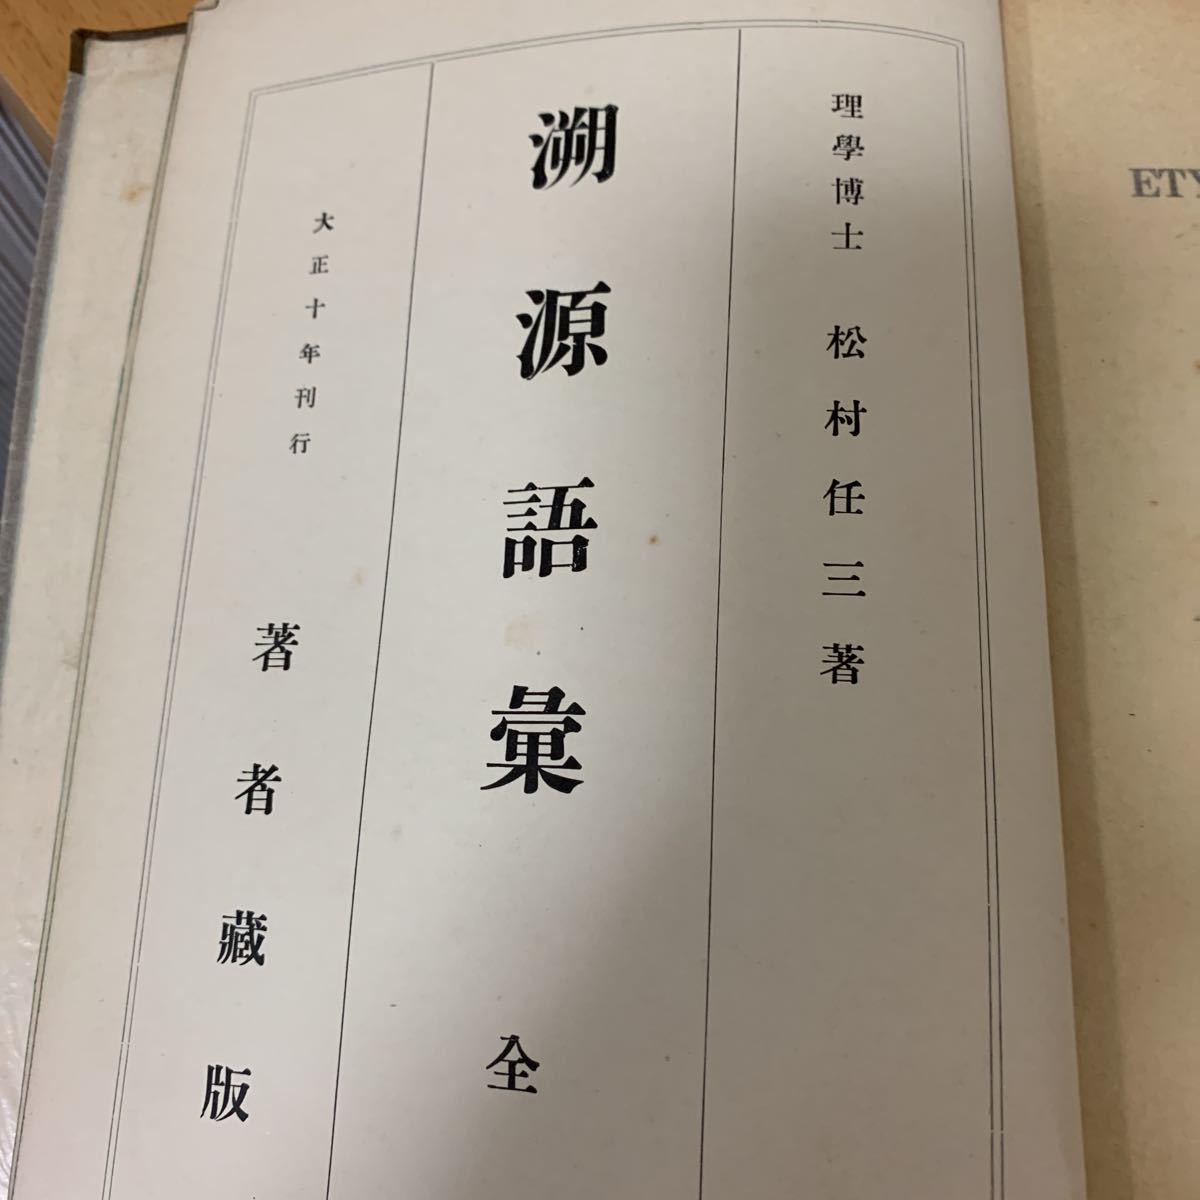 理學博士 松村任三著
溯源語彙 全
大正十年刊行
著者藏版
ETY